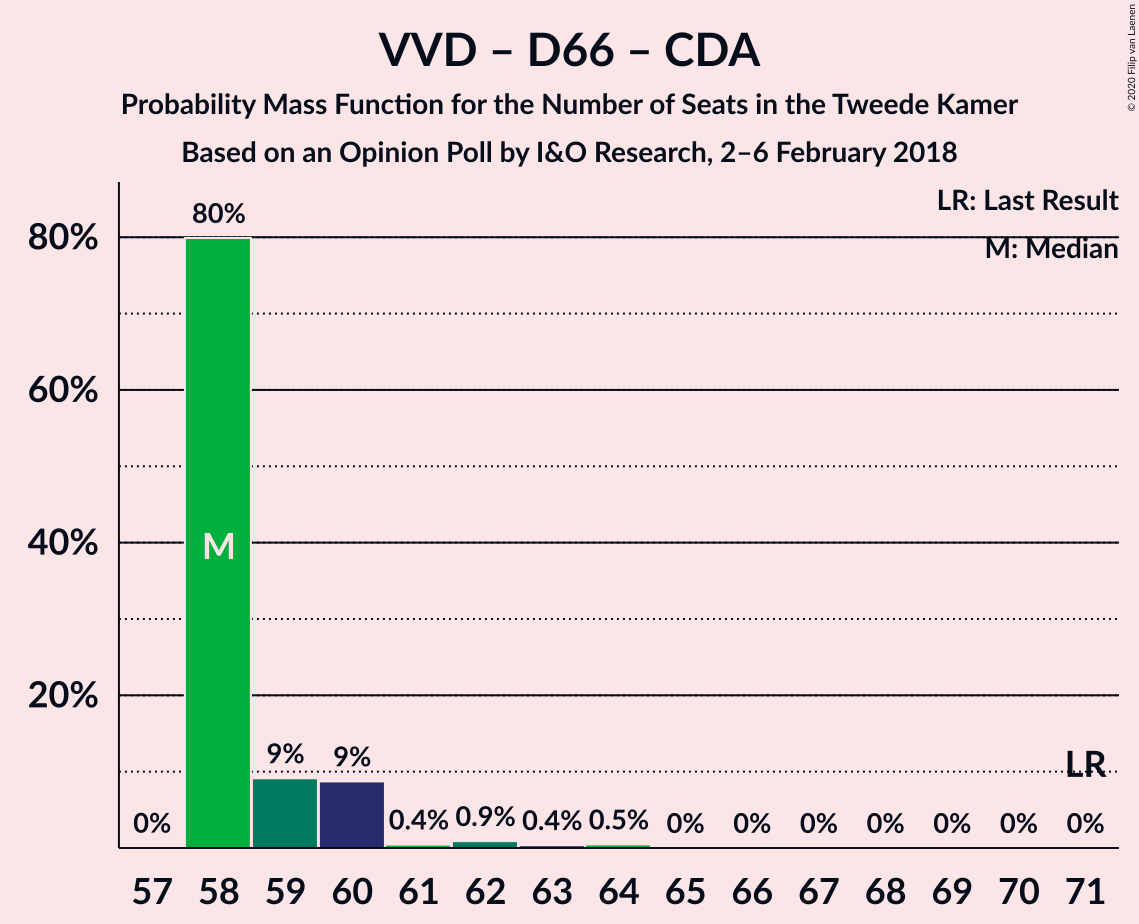 VVD – D66 – CDA
Probability Mass Function for the Number of Seats in the Tweede Kamer
Based on an Opinion Poll by I&O Research, 2–6 February 2018
© 2020 Filip van Laenen
LR: Last Result
M: Median
80%
60%
40%
20%
0%
80%
9%
9%
0.4%
0.9%
0.4%
0.5%
0%
0%
0%
0%
0%
0%
0%
M
LR
57 58 59 60 61 62 63 64 65 66 67 68 69 70 71